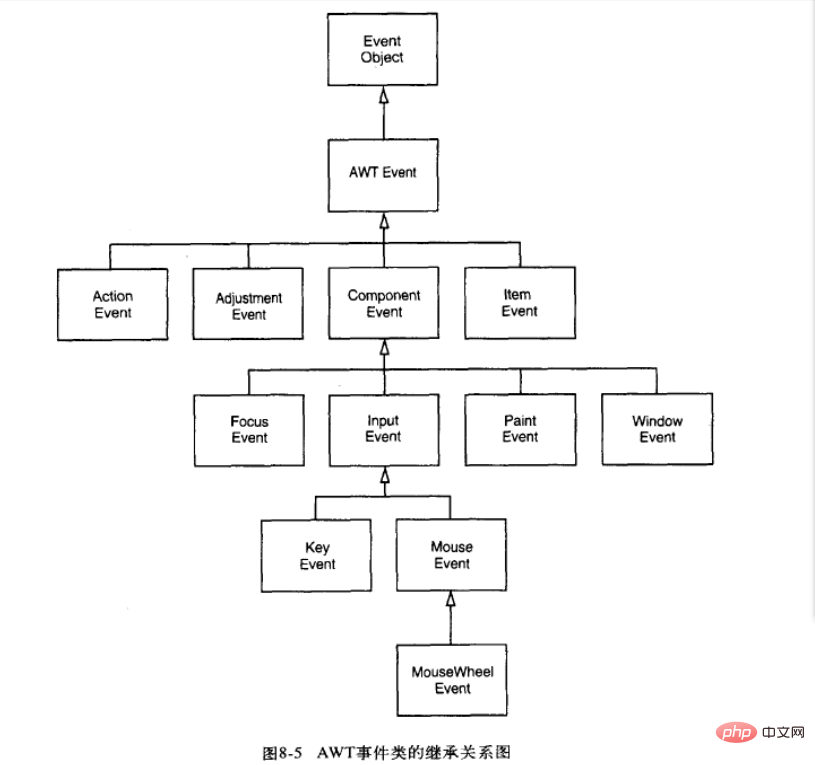 Event
Object
AWT Event
Action
Event
Adjustment
Event
Component
Event
Item
Event
Focus
Event
Input
Event
Paint
Event
Window
Event
Key
Event
Mouse
Event
MouseWheel
Event
图8-5 AWT事件类的继承关系图
php 中文网